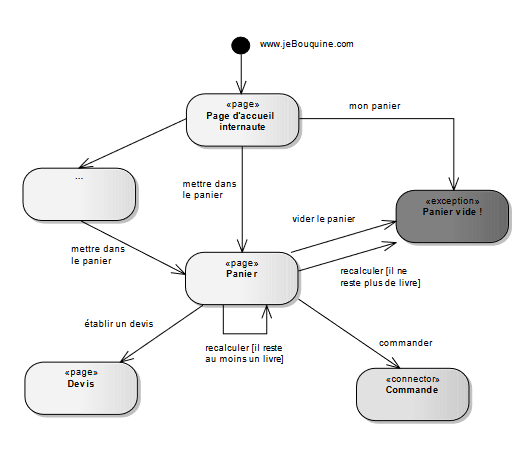 www.jeBouquine.com
«page»
Page d'accueil
internaute
mon panier
...
mettre dans
le panier
«exception»
Panier vide !
vider le panier
mettre dans
le panier
«page»
Panier
recalculer [il ne
reste plus de livre]
établir un devis
recalculer [il reste
au moins un livre]
commander
«page»
Devis
«connector»
Commande